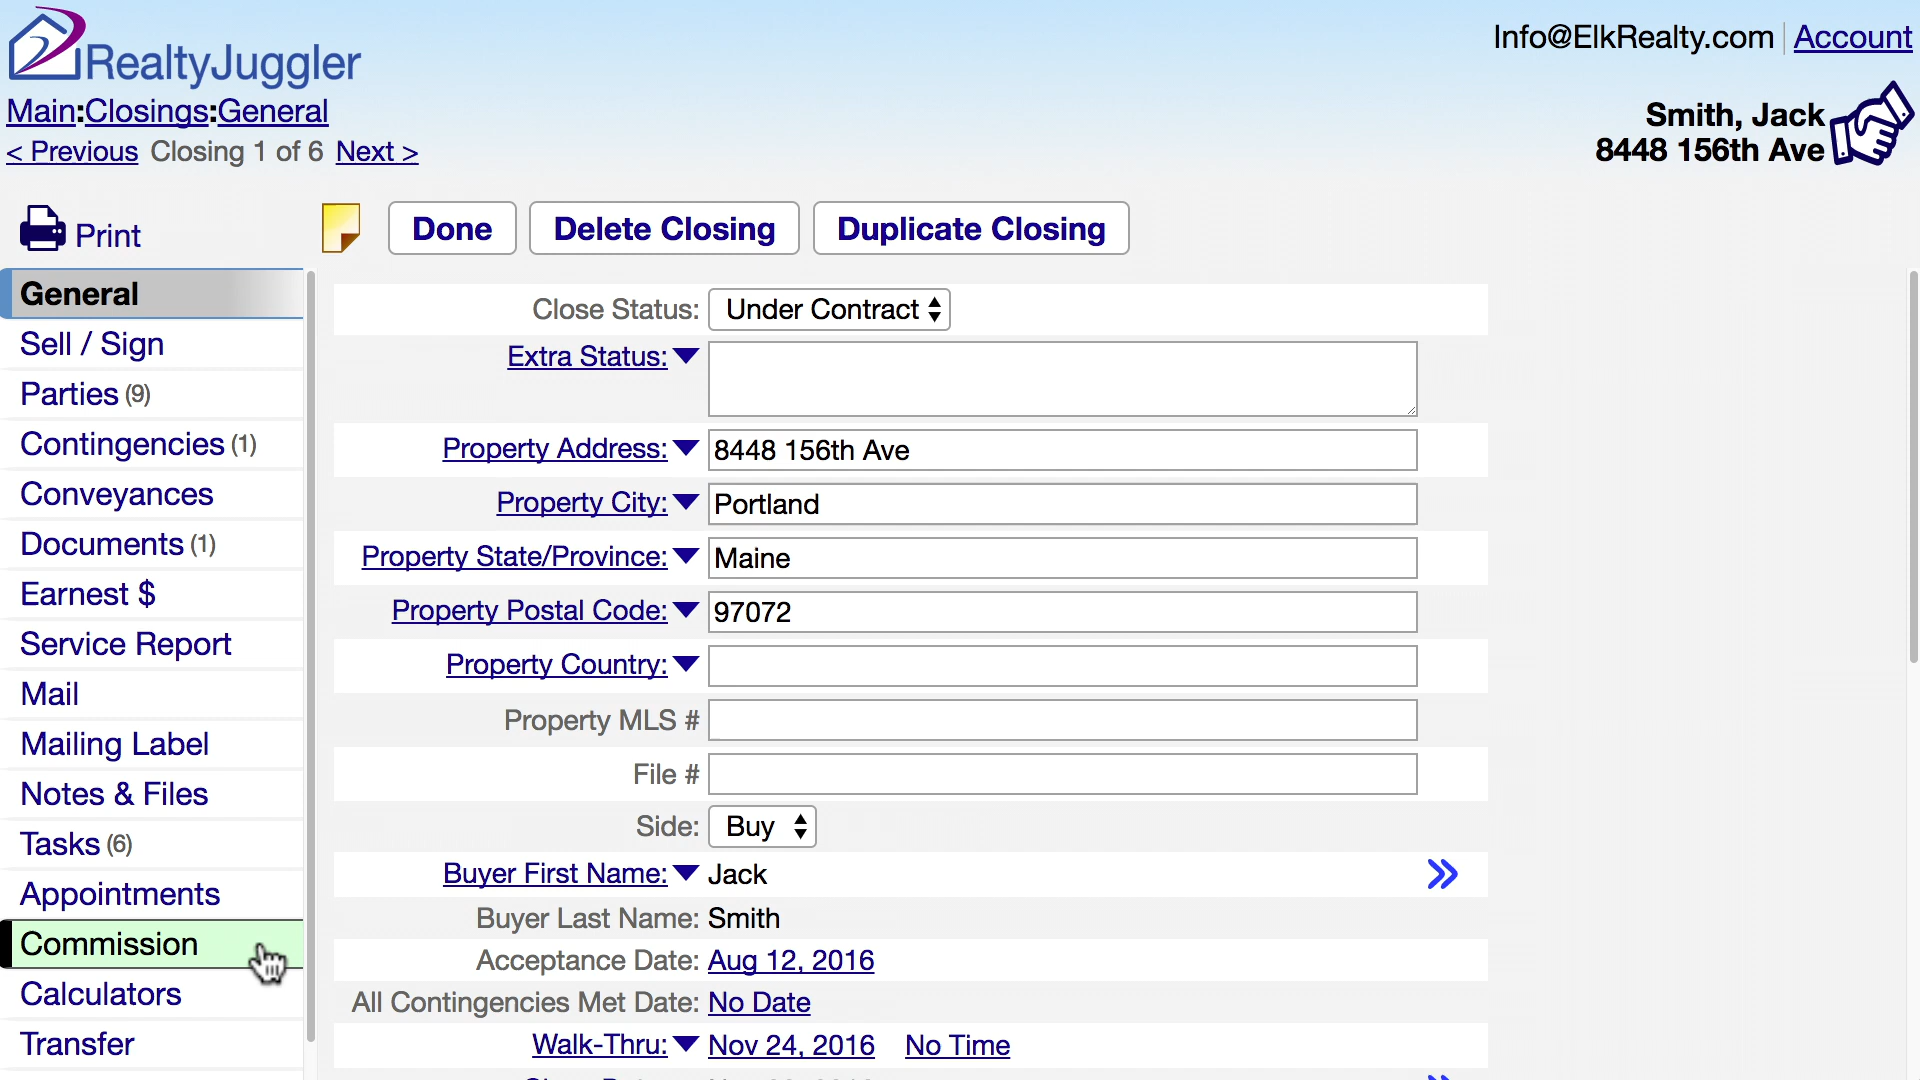 RealtyJuggler
Info@ElkRealty.com Account
Main:Closings:General
< Previous Closing 1 of 6 Next >
Smith, Jack
8448 156th Ave
Print
Done Delete Closing Duplicate Closing
General
Sell / Sign
Parties (9)
Contingencies (1)
Conveyances
Documents (1)
Earnest $
Service Report
Mail
Mailing Label
Notes & Files
Tasks (6)
Appointments
Commission
Calculators
Transfer
Close Status: Under Contract
Extra Status:
Property Address: 8448 156th Ave
Property City: Portland
Property State/Province: Maine
Property Postal Code: 97072
Property Country:
Property MLS #
File #
Side: Buy
Buyer First Name: Jack
Buyer Last Name: Smith
Acceptance Date: Aug 12, 2016
All Contingencies Met Date: No Date
Walk-Thru: Nov 24, 2016 No Time